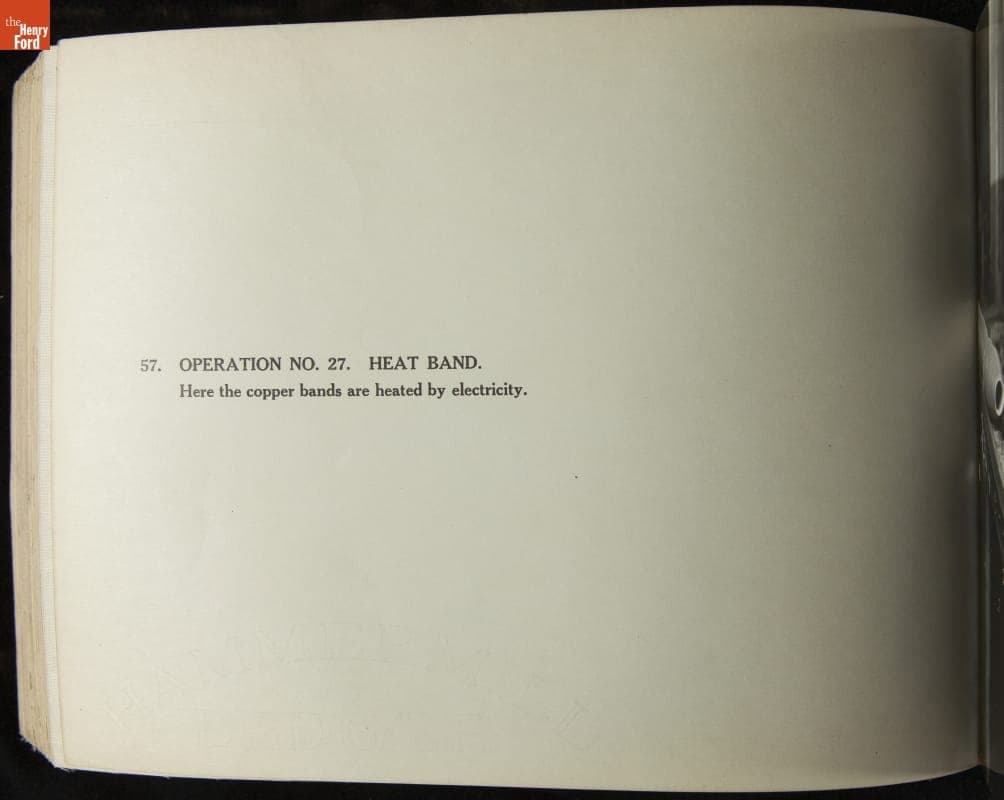 the
Henry
Ford
57. OPERATION NO. 27. HEAT BAND.
Here the copper bands are heated by electricity.